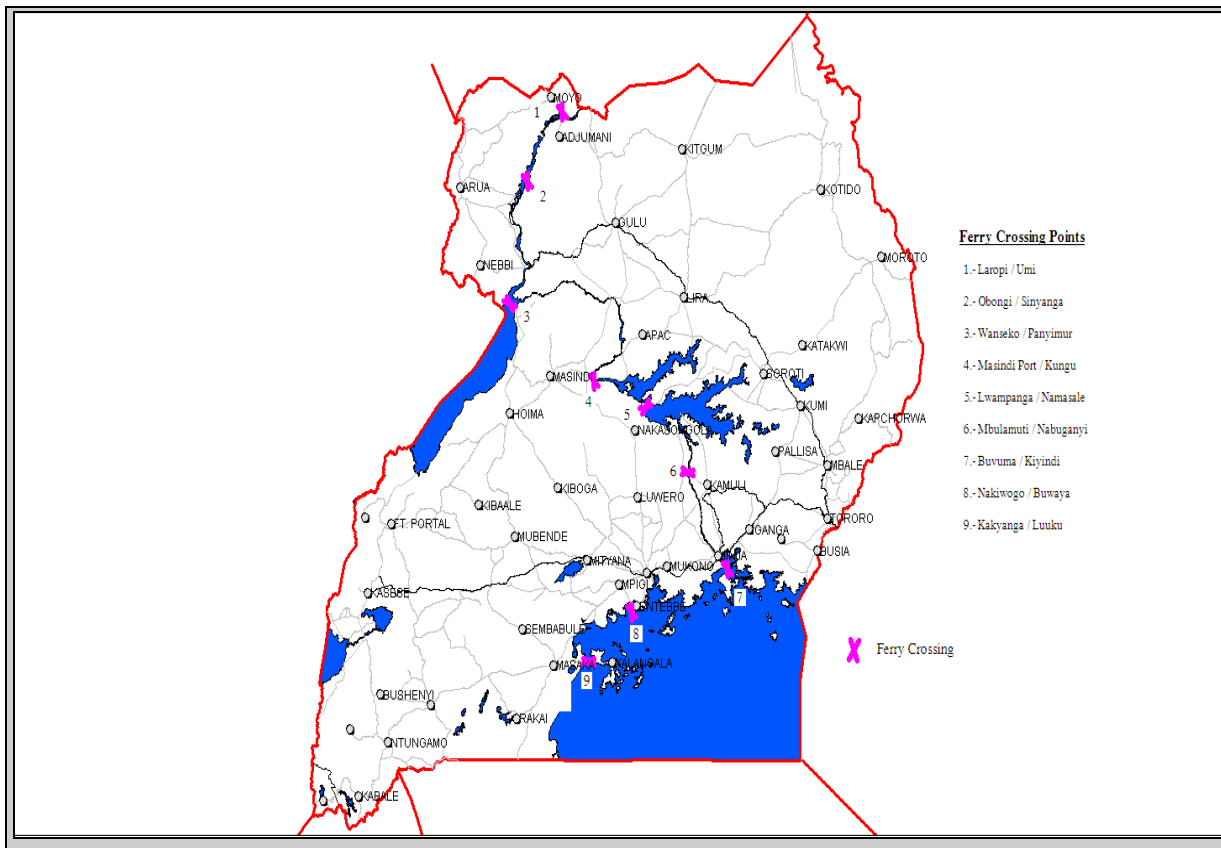 MOYO
1
ADJUMANI
KITGUM
ARUA
KOTIDO
2
GULU
Ferry Crossing Points
MOROTO
NEBBI
1.- Laropi / Umi
LIRA
2.- Obongi / Sinyanga
3
3.- Wanseko / Panyimur
APAC
KATAKWI
4.- Masindi Port / Kungu
MASINDI
SOROTI
4
5
5.- Lwampanga / Namasale
HOIMA
KUMI
KAPCHORWA
NAKASONGOLA
6.- Mbulamuti / Nabuganyi
PALLISA
MBALE
6
7.- Buvuma / Kiyindi
KIBOGA
KAMULI
LUWERO
8.- Nakiwogo / Buwaya
KIBAALE
FT. PORTAL
TORORO
9.- Kakyanga / Luuku
IGANGA
MUBENDE
BUSIA
MITYANA
JINJA
MUKONO
MPIGI
KASESE
7
ENTEBBE
SEMBABULE
8
Ferry Crossing
MASAKA
KALANGALA
9
BUSHENYI
RAKAI
NTUNGAMO
KABALE